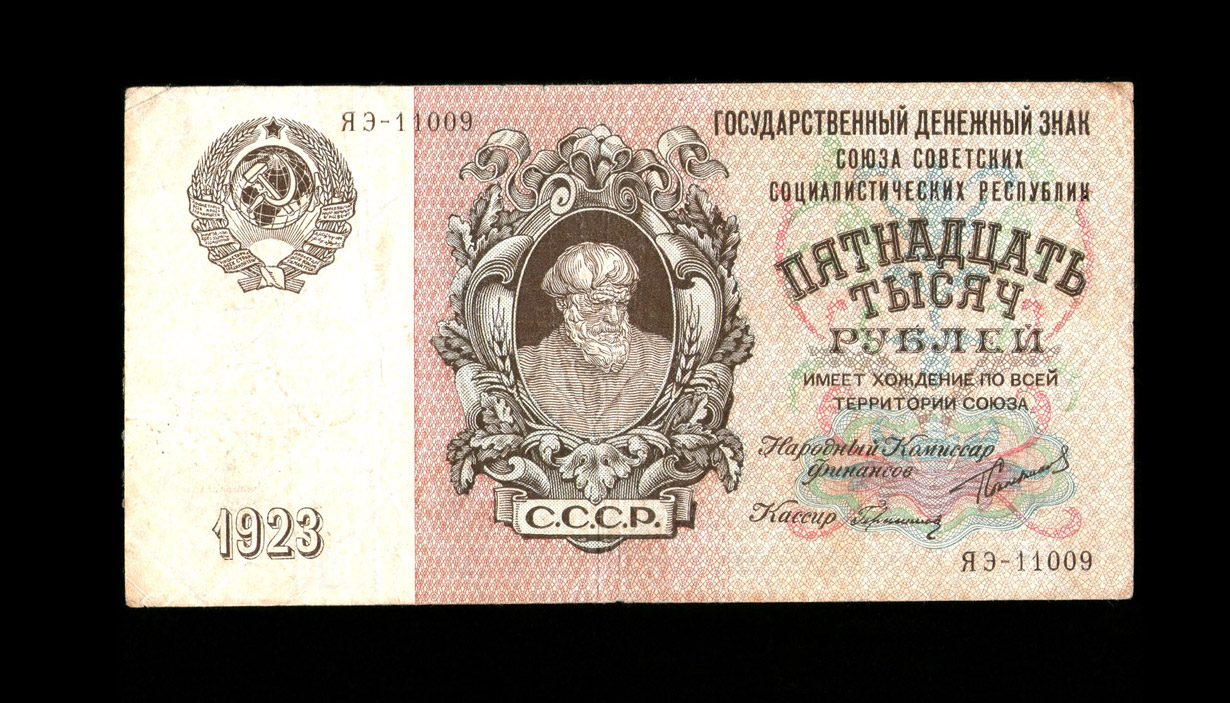 ЯЭ-11009
ГОСУДАРСТВЕННЫЙ ДЕНЕЖНЫЙ ЗНАК
СОЮЗА СОВЕТСКИХ
СОЦИАЛИСТИЧЕСКИХ РЕСПУБЛИК
ПЯТНАДЦАТЬ
ТЫСЯЧ
РУБЛЕЙ
ИМЕЕТ ХОЖДЕНИЕ ПО ВСЕЙ
ТЕРРИТОРИИ СОЮЗА
Народный Комиссар
финансов
Кассир
С.С.С.Р.
1923
ЯЭ-11009